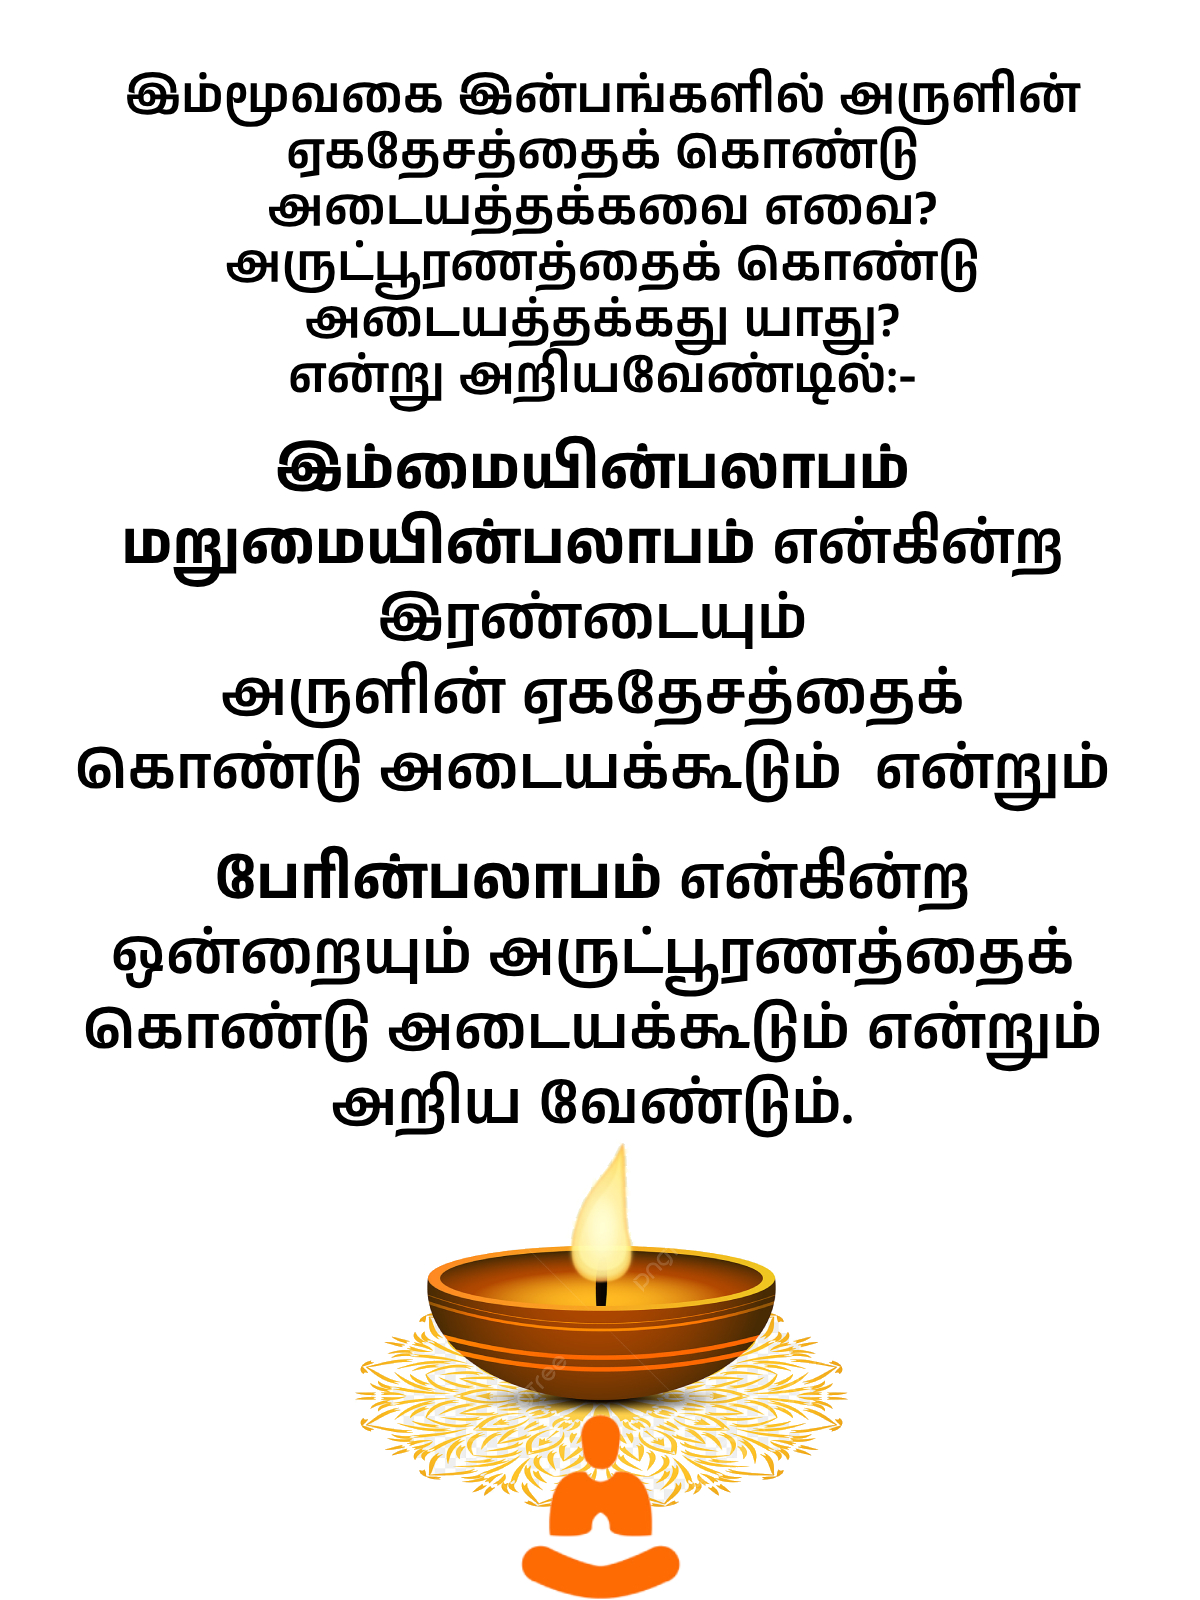 இம்மூவகை இன்பங்களில் அருளின்
ஏகதேசத்தைக் கொண்டு
அடையத்தக்கவை எவை?
அருட்பூரணத்தைக் கொண்டு
அடையத்தக்கது யாது?
என்று அறியவேண்டில்:-
இம்மையின்பலாபம்
மறுமையின்பலாபம் என்கின்ற
இரண்டையும்
அருளின் ஏகதேசத்தைக்
கொண்டு அடையக்கூடும் என்றும்
பேரின்பலாபம் என்கின்ற
ஒன்றையும் அருட்பூரணத்தைக்
கொண்டு அடையக்கூடும் என்றும்
அறிய வேண்டும்.